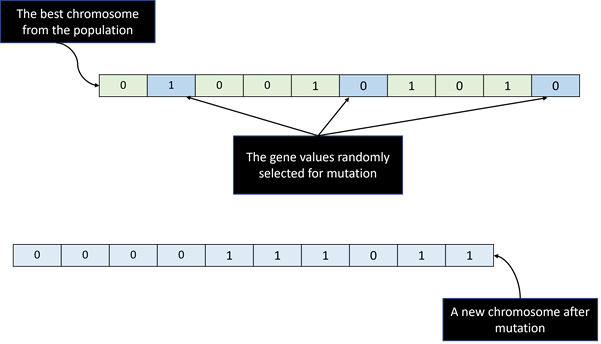 The best chromosome
from the population
0 1 0 0 1 0 1 0 1 0
The gene values randomly
selected for mutation
0 0 0 0 1 1 1 0 1 1
A new chromosome after
mutation